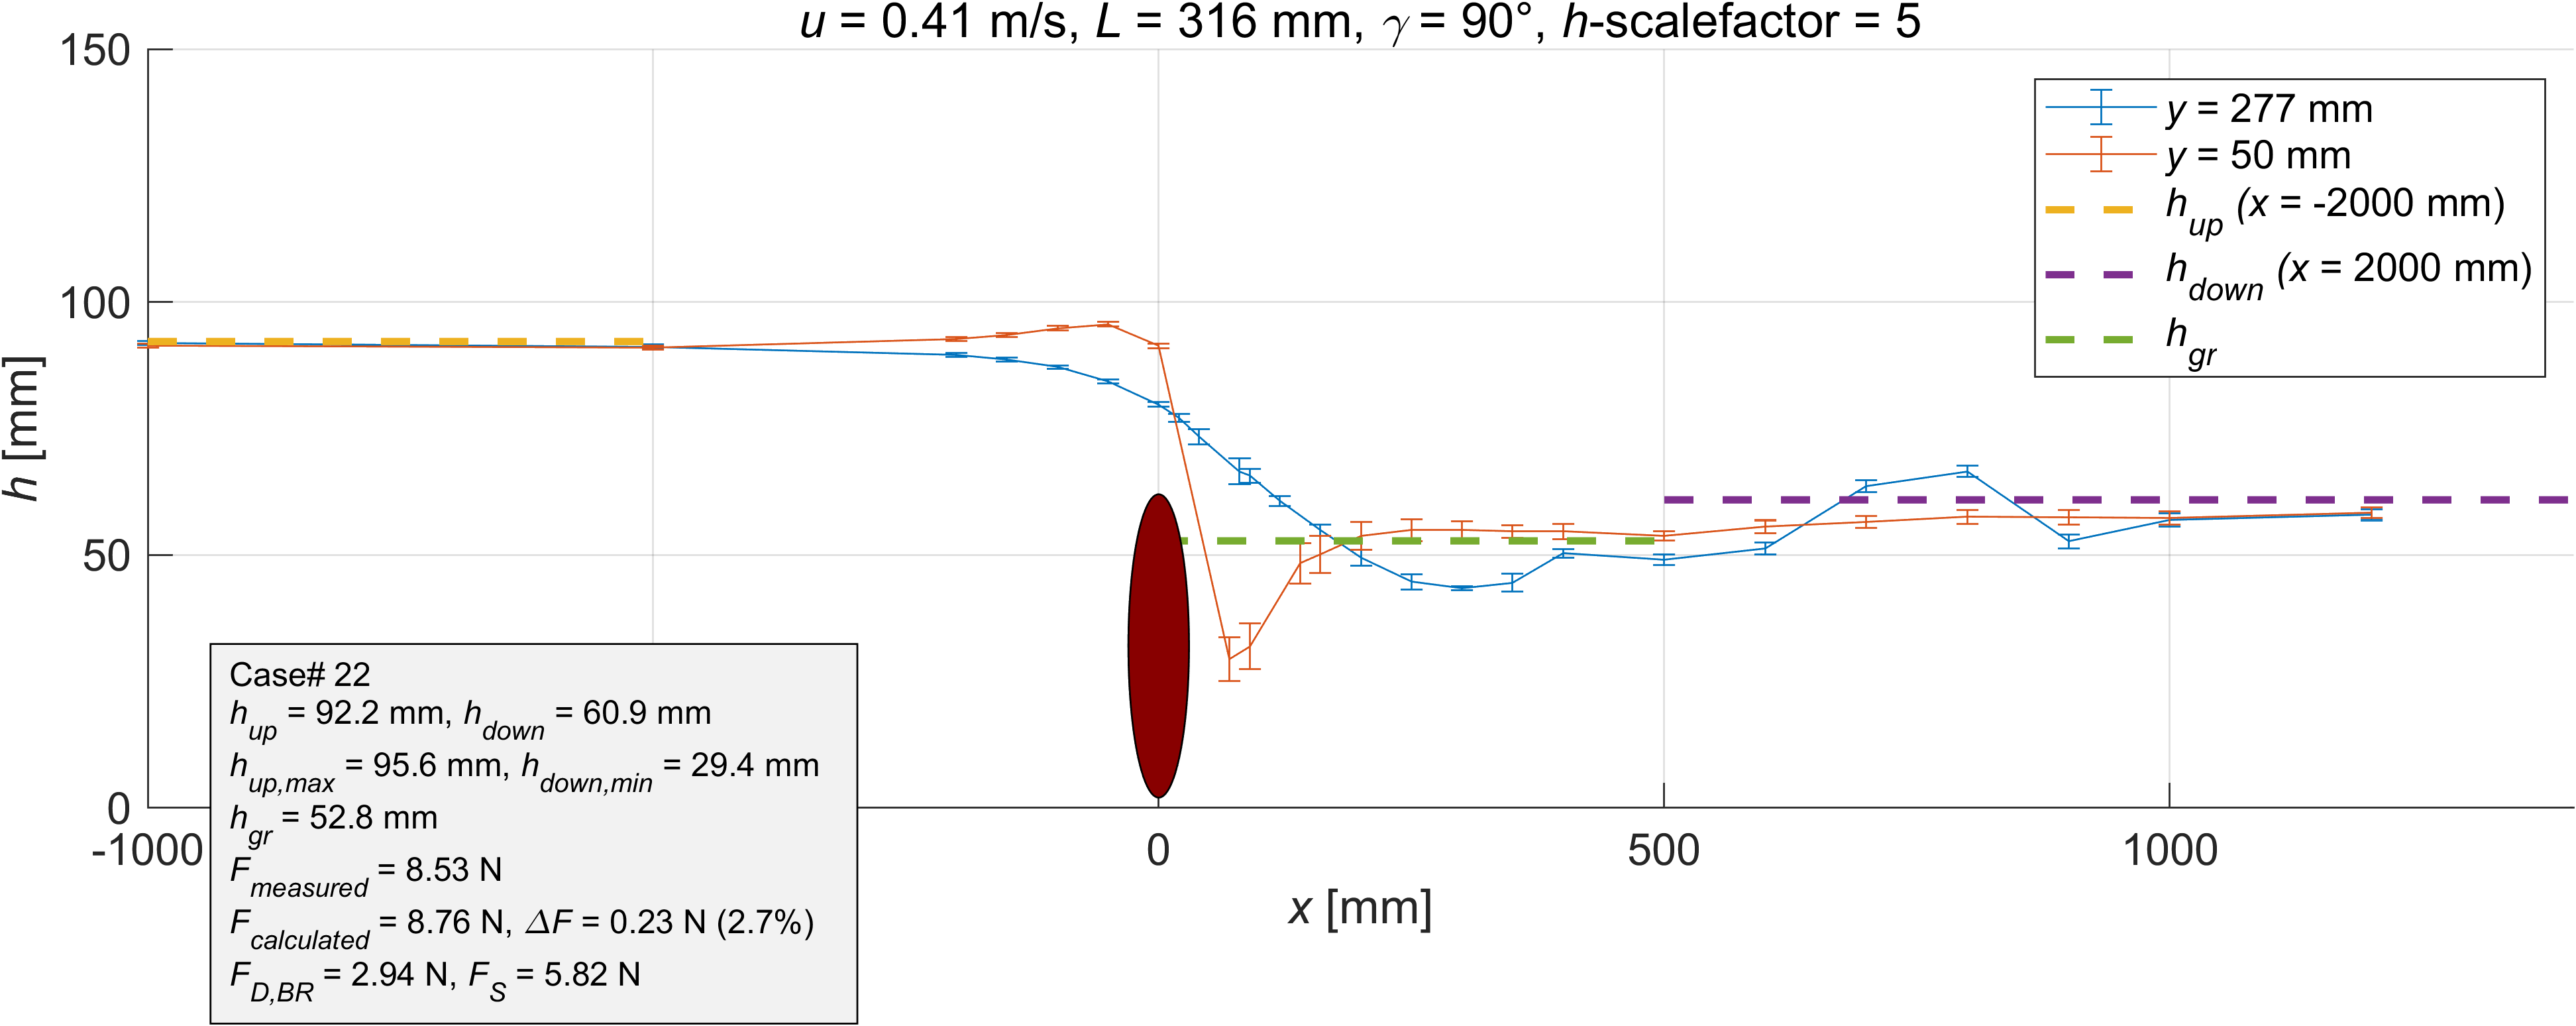 u = 0.41 m/s, L = 316 mm, γ = 90°, h-scalefactor = 5
150
100
50
0
h [mm]
-1000
0
500
1000
x [mm]
y = 277 mm
y = 50 mm
h_up (x = -2000 mm)
h_down (x = 2000 mm)
h_gr
Case# 22
h_up = 92.2 mm, h_down = 60.9 mm
h_up,max = 95.6 mm, h_down,min = 29.4 mm
h_gr = 52.8 mm
F_measured = 8.53 N
F_calculated = 8.76 N, ΔF = 0.23 N (2.7%)
F_D,BR = 2.94 N, F_S = 5.82 N